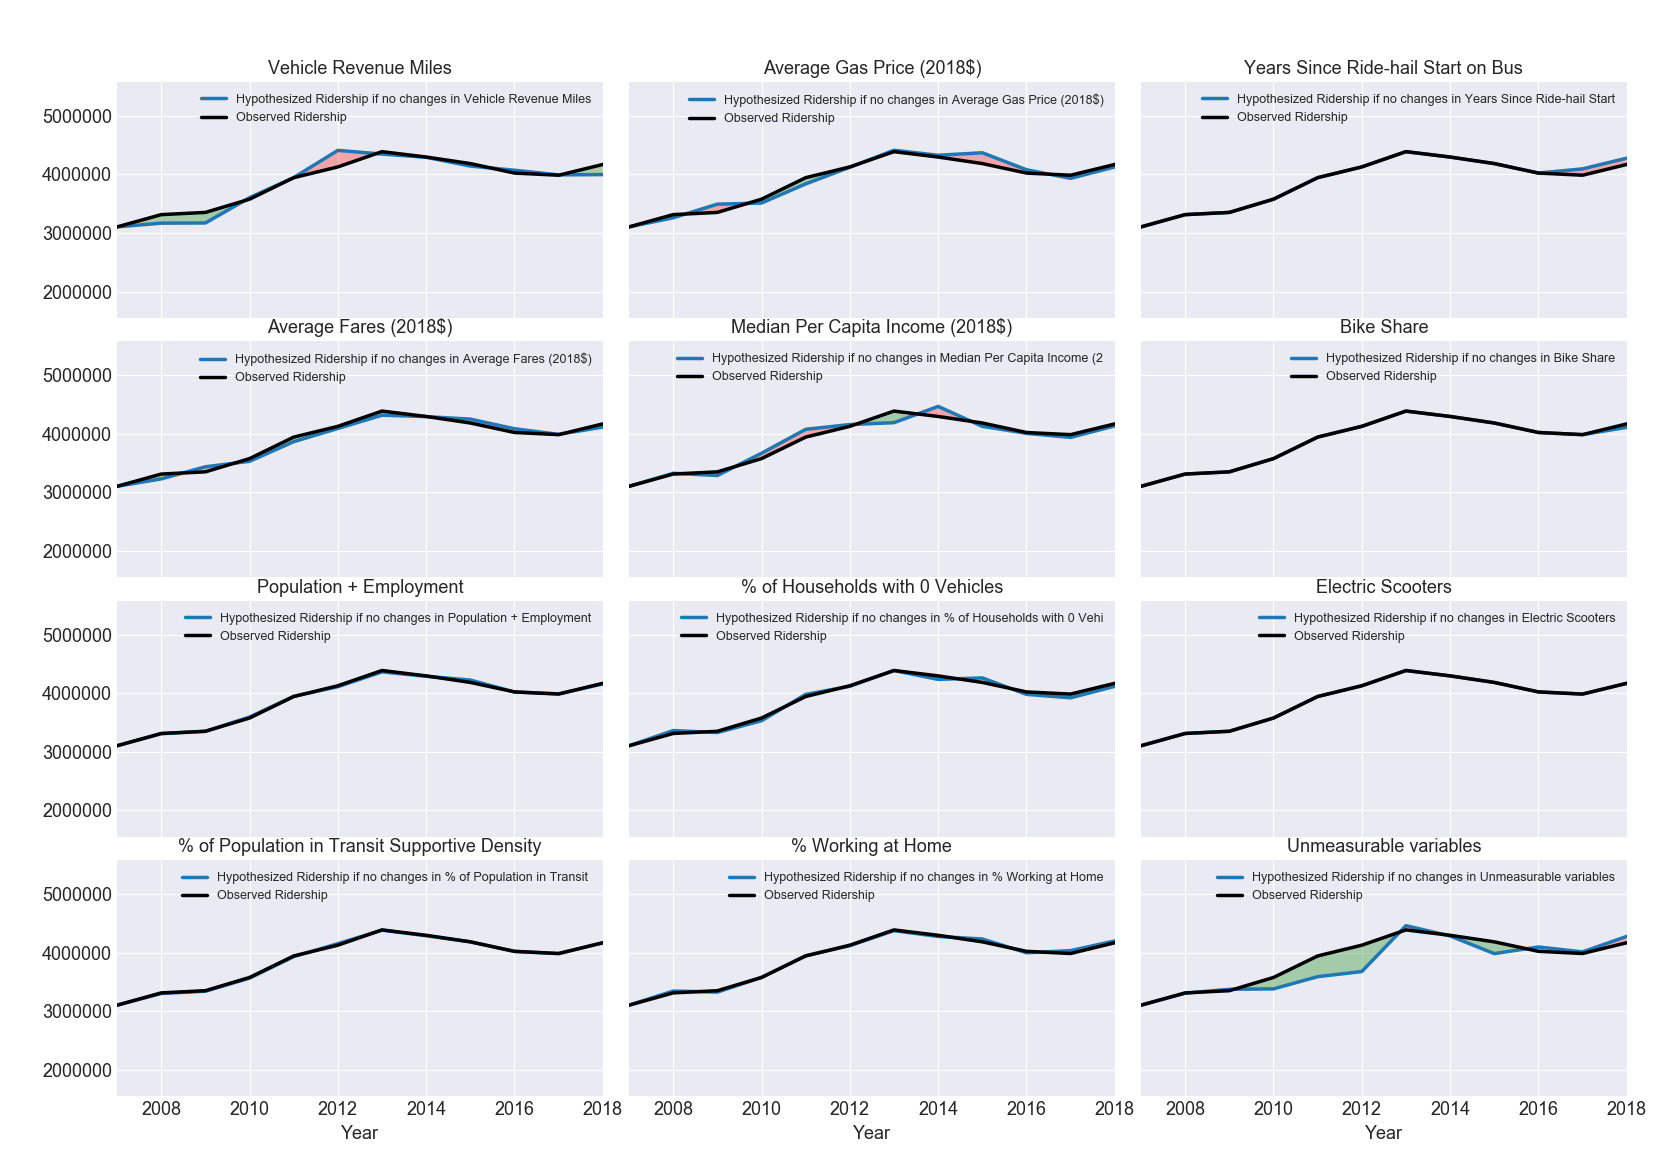 Vehicle Revenue Miles
Hypothesized Ridership if no changes in Vehicle Revenue Miles
Observed Ridership
5000000
4000000
3000000
2000000
Average Gas Price (2018$)
Hypothesized Ridership if no changes in Average Gas Price (2018$)
Observed Ridership
Years Since Ride-hail Start on Bus
Hypothesized Ridership if no changes in Years Since Ride-hail Start
Observed Ridership
Average Fares (2018$)
Hypothesized Ridership if no changes in Average Fares (2018$)
Observed Ridership
5000000
4000000
3000000
2000000
Median Per Capita Income (2018$)
Hypothesized Ridership if no changes in Median Per Capita Income (2
Observed Ridership
Bike Share
Hypothesized Ridership if no changes in Bike Share
Observed Ridership
Population + Employment
Hypothesized Ridership if no changes in Population + Employment
Observed Ridership
5000000
4000000
3000000
2000000
% of Households with 0 Vehicles
Hypothesized Ridership if no changes in % of Households with 0 Vehi
Observed Ridership
Electric Scooters
Hypothesized Ridership if no changes in Electric Scooters
Observed Ridership
% of Population in Transit Supportive Density
Hypothesized Ridership if no changes in % of Population in Transit
Observed Ridership
5000000
4000000
3000000
2000000
2008 2010 2012 2014 2016 2018
Year
% Working at Home
Hypothesized Ridership if no changes in % Working at Home
Observed Ridership
2008 2010 2012 2014 2016 2018
Year
Unmeasurable variables
Hypothesized Ridership if no changes in Unmeasurable variables
Observed Ridership
2008 2010 2012 2014 2016 2018
Year